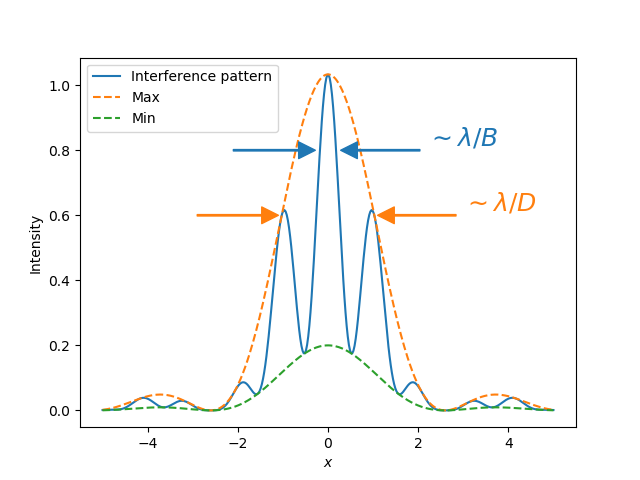 Interference pattern
Max
Min
~ λ/B
~ λ/D
Intensity
1.0
0.8
0.6
0.4
0.2
0.0
−4
−2
0
2
4
x